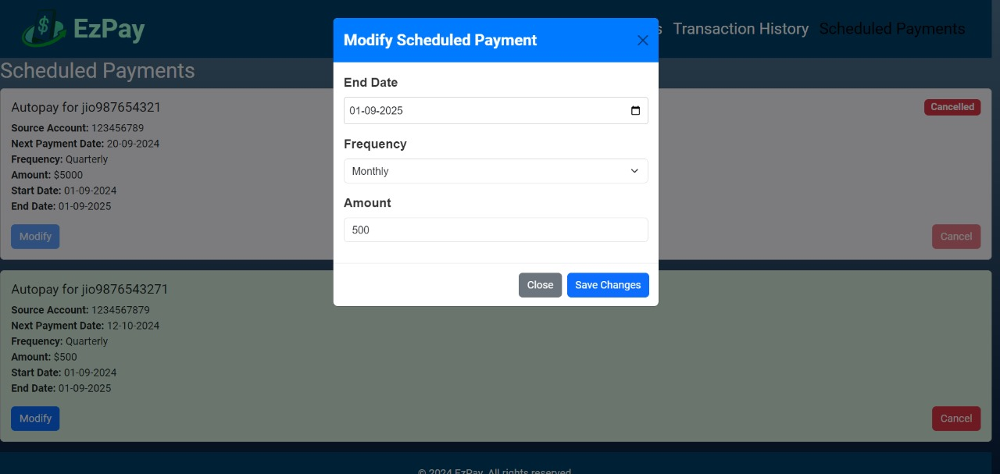 EzPay
Transaction History
Scheduled Payments
Scheduled Payments
Autopay for jio987654321
Cancelled
Source Account: 123456789
Next Payment Date: 20-09-2024
Frequency: Quarterly
Amount: $5000
Start Date: 01-09-2024
End Date: 01-09-2025
Modify
Cancel
Modify Scheduled Payment
End Date
01-09-2025
Frequency
Monthly
Amount
500
Close
Save Changes
Autopay for jio9876543271
Source Account: 1234567879
Next Payment Date: 12-10-2024
Frequency: Quarterly
Amount: $500
Start Date: 01-09-2024
End Date: 01-09-2025
Modify
Cancel
© 2024 EzPay. All rights reserved